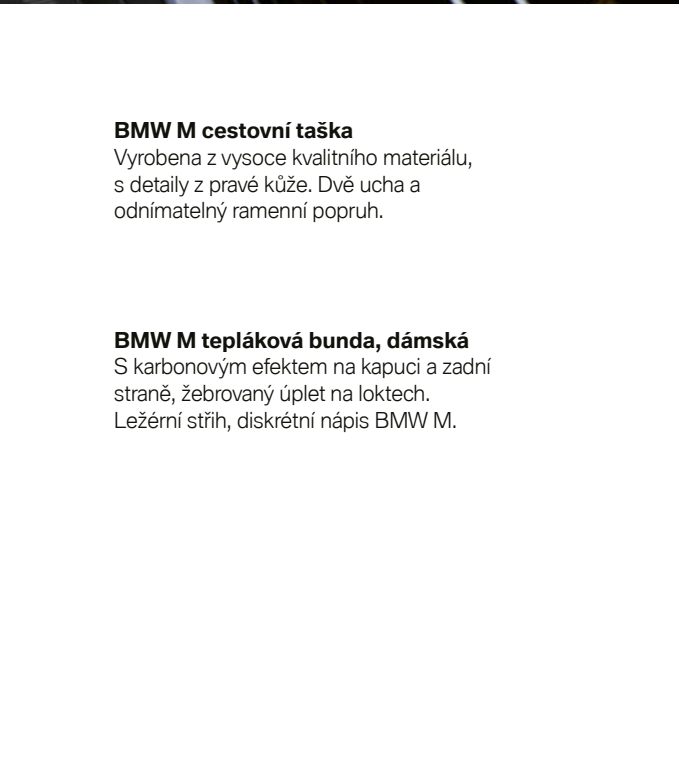 BMW M cestovní taška
Vyrobena z vysoce kvalitního materiálu,
s detaily z pravé kůže. Dvě ucha a
odnímatelný ramenní popruh.
BMW M tepláková bunda, dámská
S karbonovým efektem na kapuci a zadní
straně, žebrovaný úplet na loktech.
Ležérní střih, diskrétní nápis BMW M.